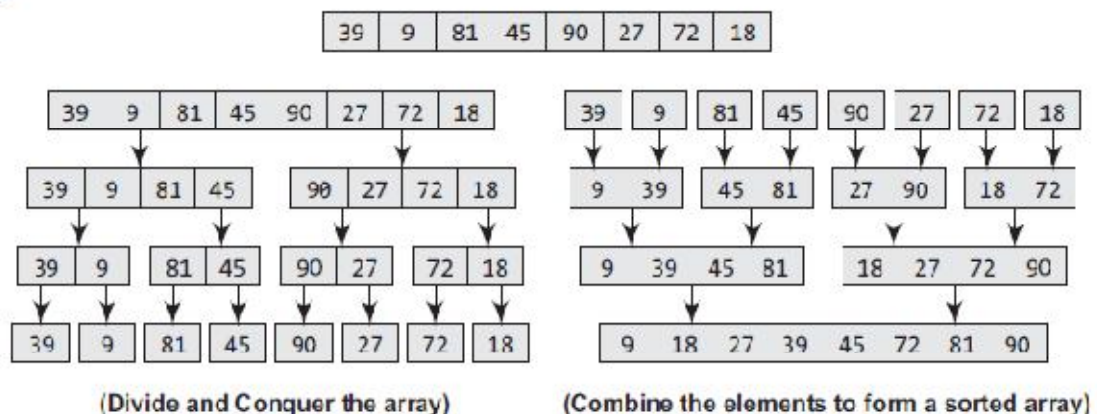 39 9 81 45 90 27 72 18
39 9 81 45 90 27 72 18
39 9 81 45 90 27 72 18
39 9 81 45 90 27 72 18
39 9 81 45 90 27 72 18
(Divide and Conquer the array)
39 9 81 45 90 27 72 18
9 39 45 81 27 90 18 72
9 39 45 81 18 27 72 90
9 18 27 39 45 72 81 90
(Combine the elements to form a sorted array)